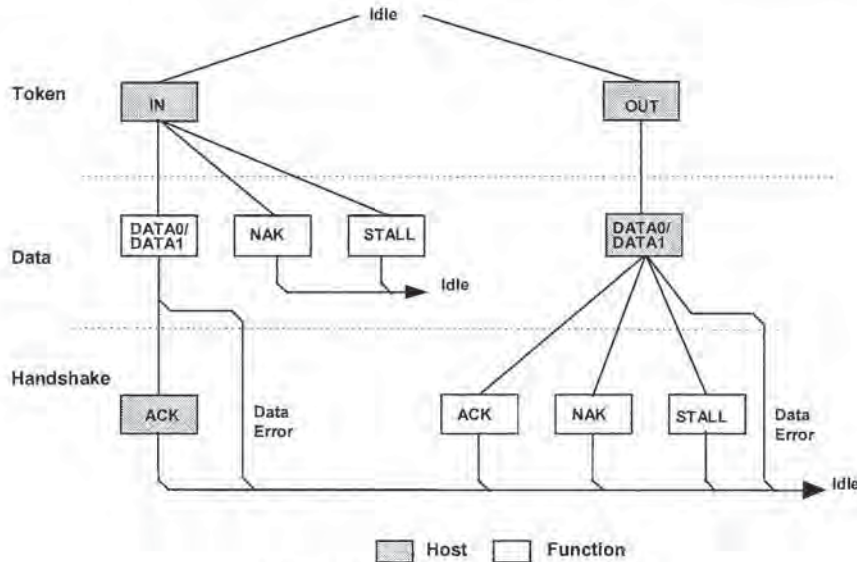 Idle
Token
IN
OUT
DATA0/
DATA1
NAK
STALL
DATA0/
DATA1
Data
Idle
Handshake
ACK
Data
Error
ACK
NAK
STALL
Data
Error
Idle
Host
Function